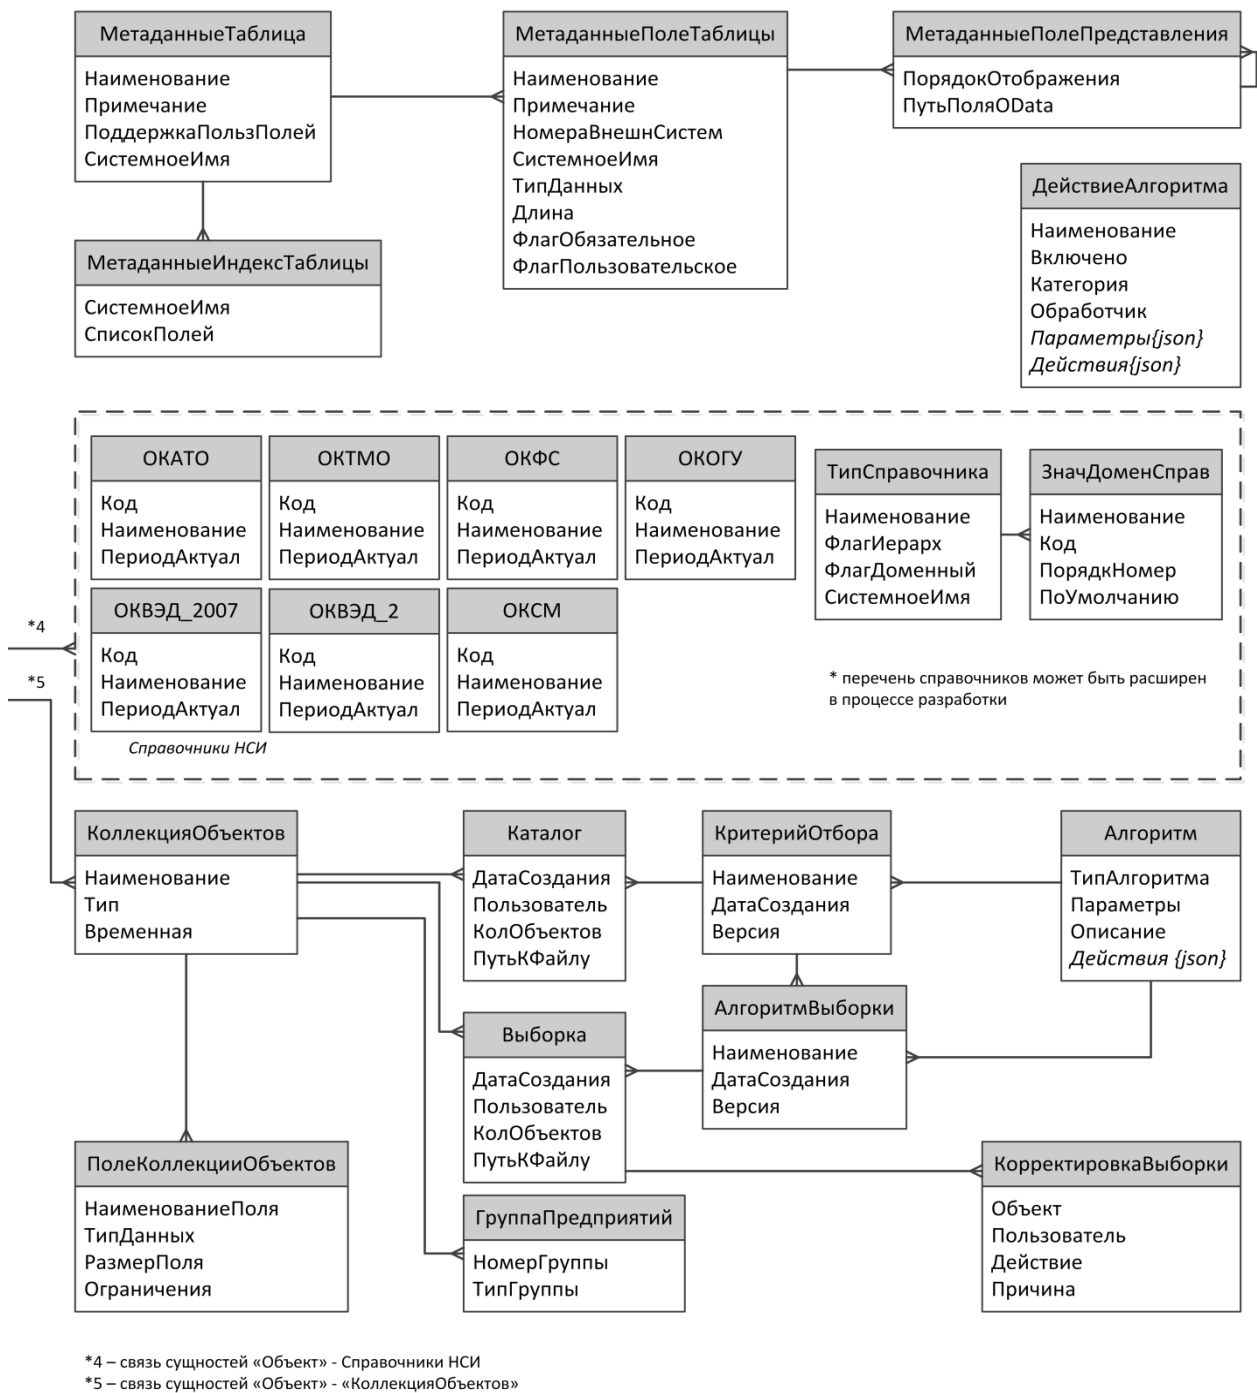 МетаданныеТаблица
Наименование
Примечание
ПоддержкаПользПолей
СистемноеИмя
МетаданныеПолеТаблицы
Наименование
Примечание
НомераВнешнСистем
СистемноеИмя
ТипДанных
Длина
ФлагОбязательное
ФлагПользовательское
МетаданныеПолеПредставления
ПорядокОтображения
ПутьПоляOData
МетаданныеИндексТаблицы
СистемноеИмя
СписокПолей
ДействиеАлгоритма
Наименование
Включено
Категория
Обработчик
Параметры{json}
Действия{json}
ОКАТО
Код
Наименование
ПериодАктуал
ОКТМО
Код
Наименование
ПериодАктуал
ОКФС
Код
Наименование
ПериодАктуал
ОКОГУ
Код
Наименование
ПериодАктуал
ТипСправочника
Наименование
ФлагИерарх
ФлагДоменный
СистемноеИмя
ЗначДоменСправ
Наименование
Код
ПорядкНомер
ПоУмолчанию
*4
*5
ОКВЭД_2007
Код
Наименование
ПериодАктуал
ОКВЭД_2
Код
Наименование
ПериодАктуал
ОКСМ
Код
Наименование
ПериодАктуал
* перечень справочников может быть расширен
в процессе разработки
Справочники НСИ
КоллекцияОбъектов
Наименование
Тип
Временная
Каталог
ДатаСоздания
Пользователь
КолОбъектов
ПутьКФайлу
КритерийОтбора
Наименование
ДатаСоздания
Версия
Алгоритм
ТипАлгоритма
Параметры
Описание
Действия {json}
Выборка
ДатаСоздания
Пользователь
КолОбъектов
ПутьКФайлу
АлгоритмВыборки
Наименование
ДатаСоздания
Версия
ПолеКоллекцииОбъектов
НаименованиеПоля
ТипДанных
РазмерПоля
Ограничения
ГруппаПредприятий
НомерГруппы
ТипГруппы
КорректировкаВыборки
Объект
Пользователь
Действие
Причина
*4 – связь сущностей «Объект» - Справочники НСИ
*5 – связь сущностей «Объект» - «КоллекцияОбъектов»